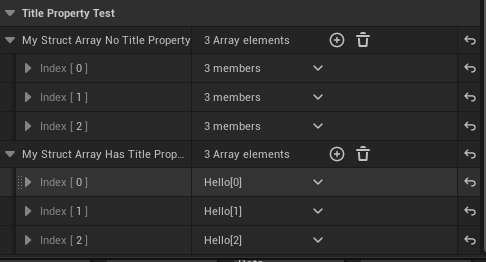 Title Property Test
My Struct Array No Title Property 3 Array elements
Index [ 0 ] 3 members
Index [ 1 ] 3 members
Index [ 2 ] 3 members
My Struct Array Has Title Prop... 3 Array elements
Index [ 0 ] Hello[0]
Index [ 1 ] Hello[1]
Index [ 2 ] Hello[2]